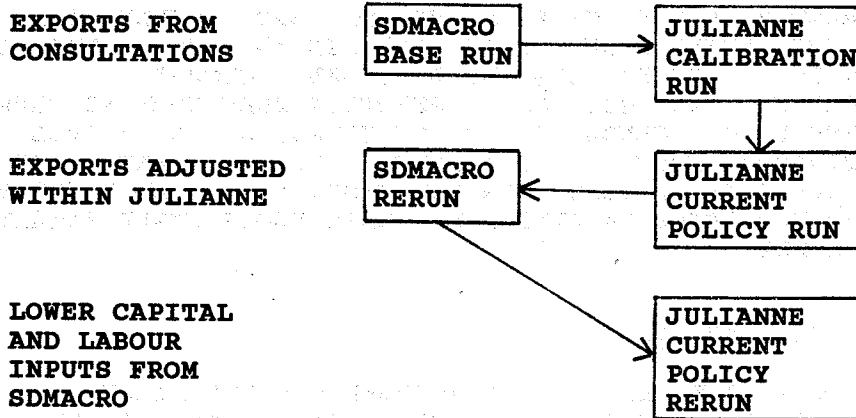 EXPORTS FROM
CONSULTATIONS
SDMACRO
BASE RUN
JULIANNE
CALIBRATION
RUN
EXPORTS ADJUSTED
WITHIN JULIANNE
SDMACRO
RERUN
JULIANNE
CURRENT
POLICY RUN
LOWER CAPITAL
AND LABOUR
INPUTS FROM
SDMACRO
JULIANNE
CURRENT
POLICY
RERUN